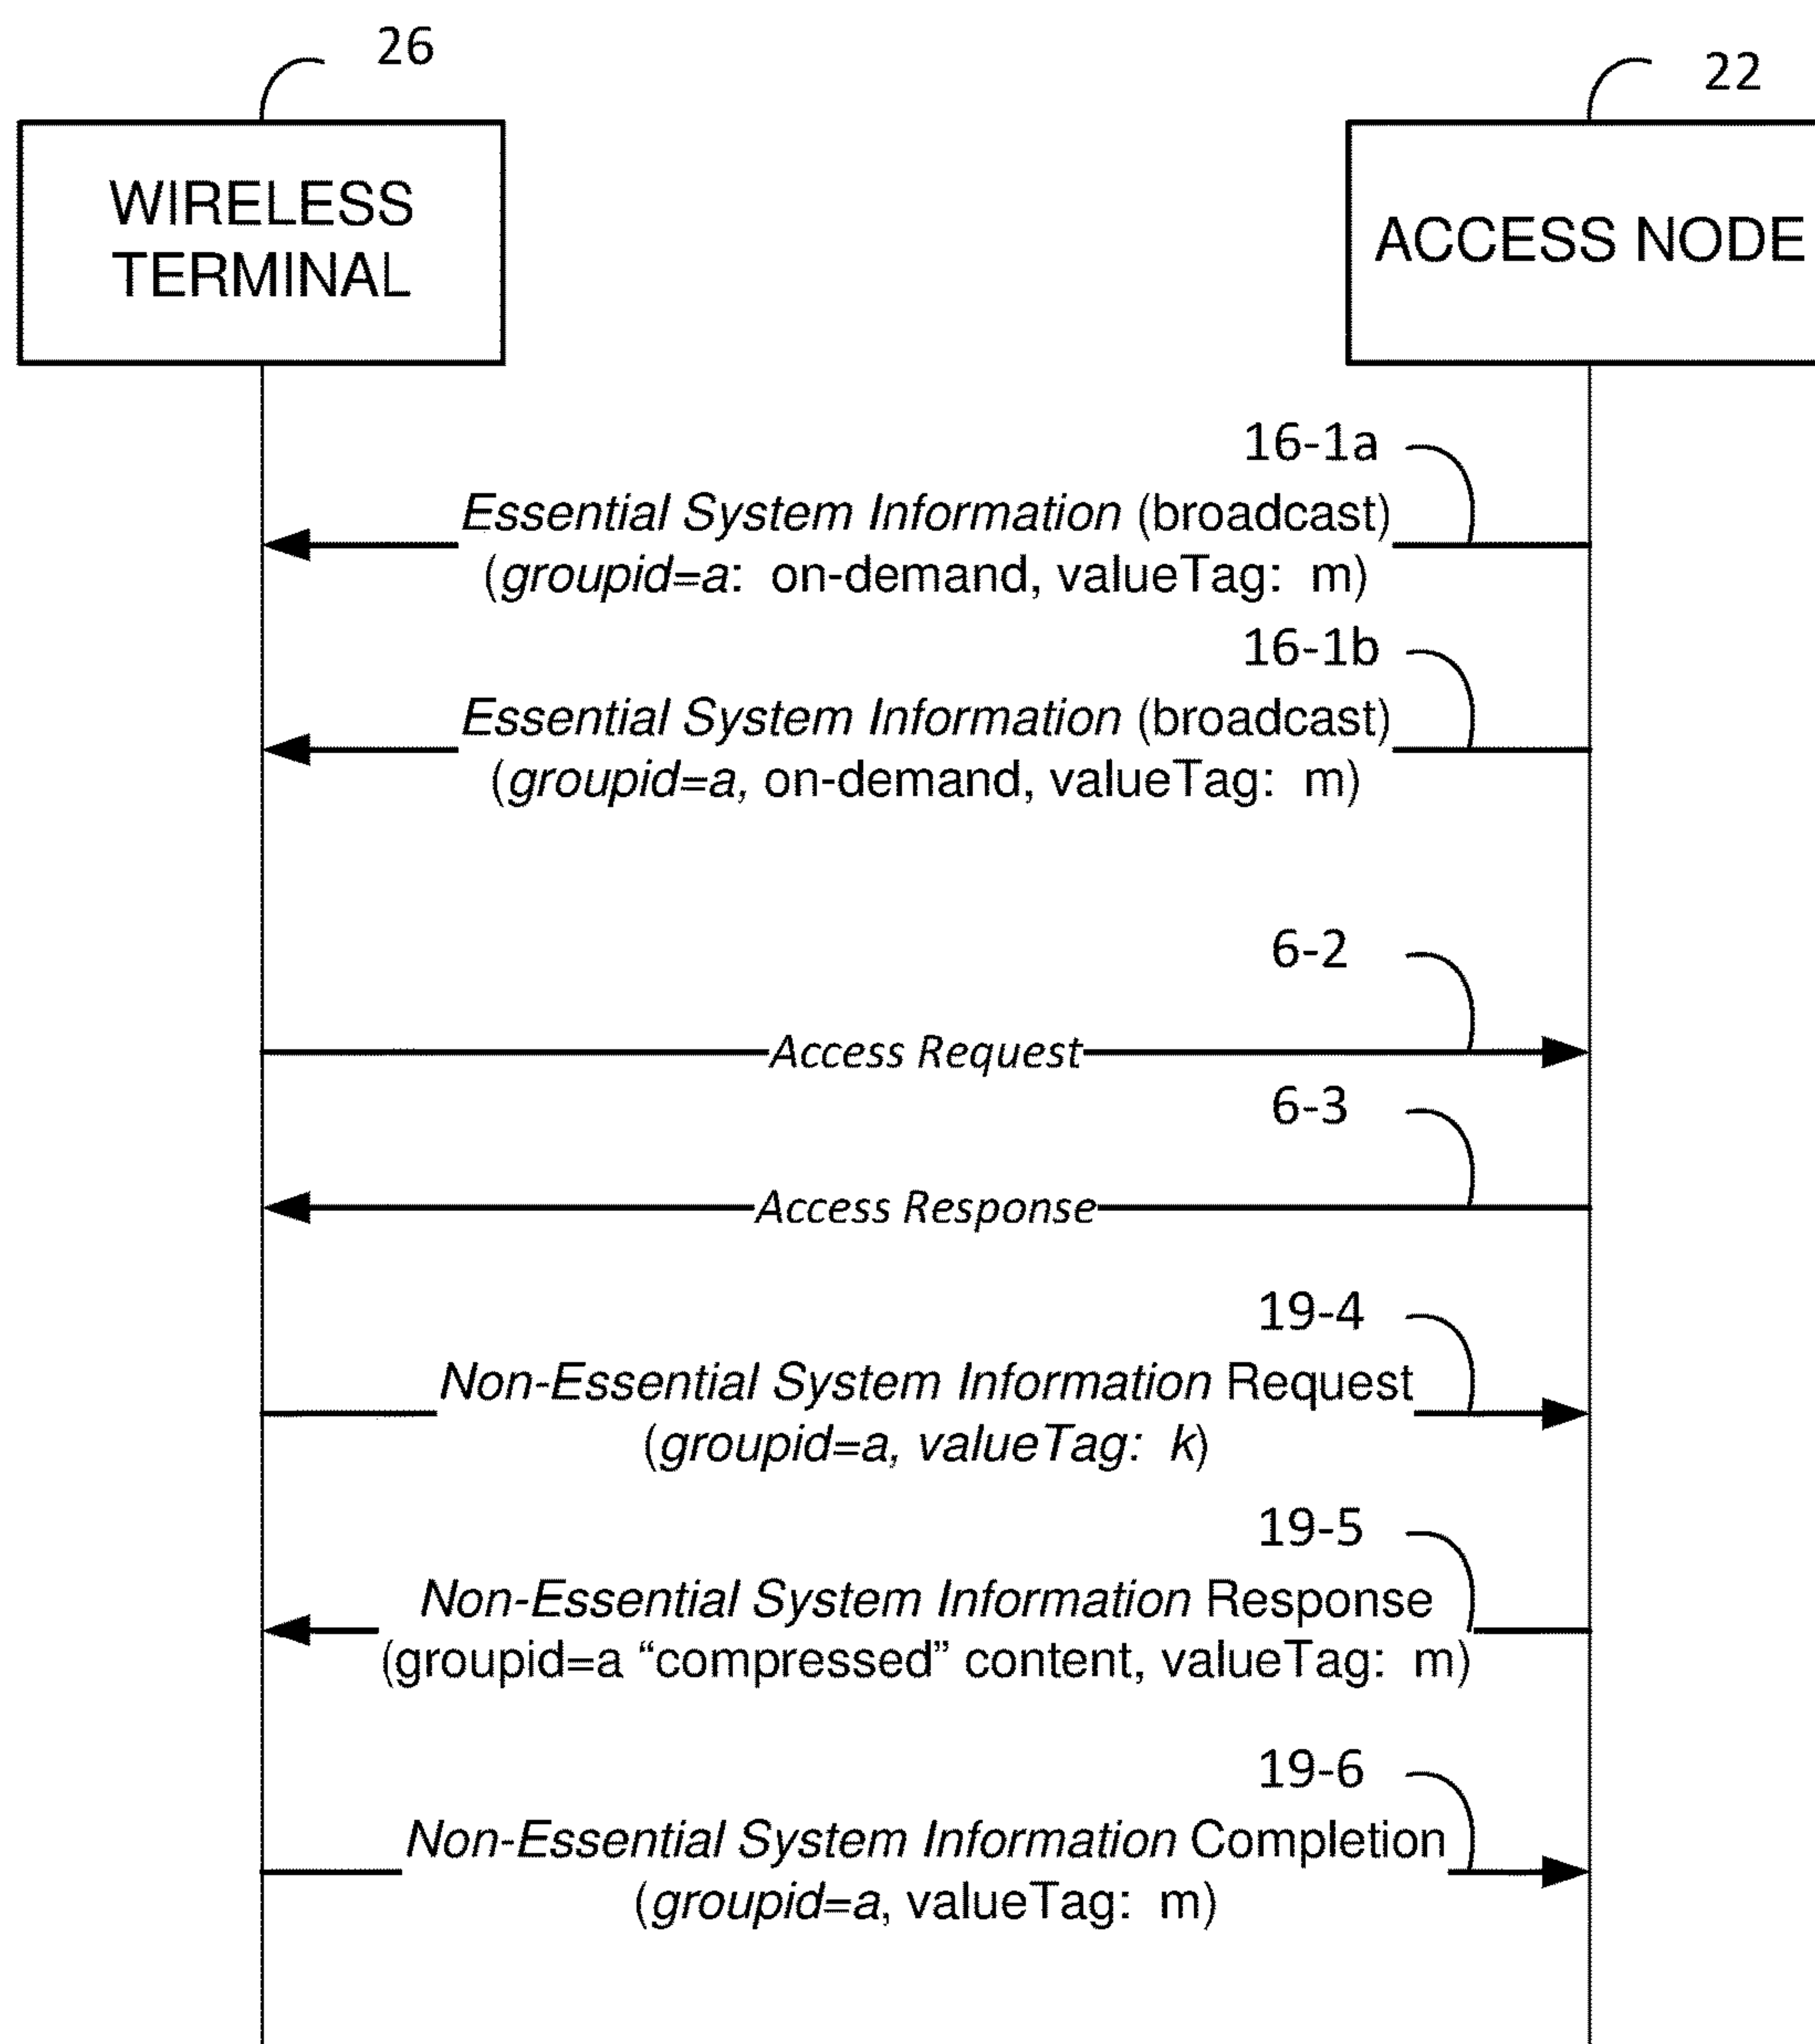 26
22
WIRELESS
TERMINAL
ACCESS NODE
16-1a
Essential System Information (broadcast)
(groupid=a: on-demand, valueTag: m)
16-1b
Essential System Information (broadcast)
(groupid=a, on-demand, valueTag: m)
6-2
Access Request
6-3
Access Response
19-4
Non-Essential System Information Request
(groupid=a, valueTag: k)
19-5
Non-Essential System Information Response
(groupid=a “compressed” content, valueTag: m)
19-6
Non-Essential System Information Completion
(groupid=a, valueTag: m)